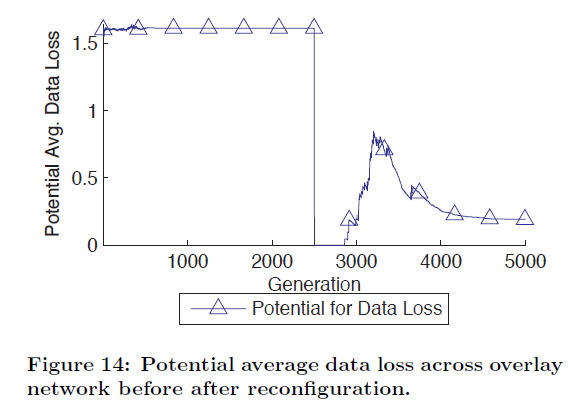 Potential Avg. Data Loss
1.5
1
0.5
0
1000
2000
3000
4000
5000
Generation
Potential for Data Loss
Figure 14: Potential average data loss across overlay
network before after reconfiguration.